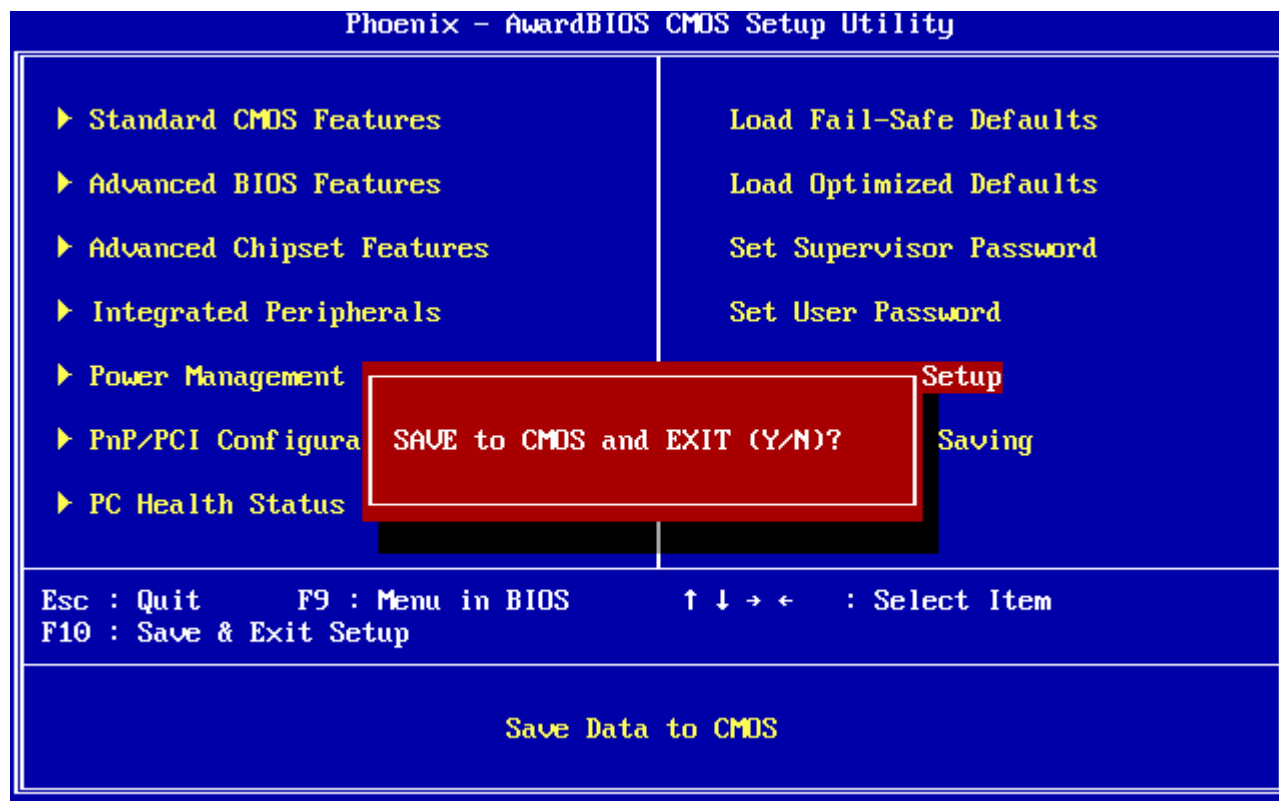 Phoenix - AwardBIOS CMOS Setup Utility
Standard CMOS Features
Advanced BIOS Features
Advanced Chipset Features
Integrated Peripherals
Power Management
PnP/PCI Configura
PC Health Status
Load Fail-Safe Defaults
Load Optimized Defaults
Set Supervisor Password
Set User Password
Setup
Saving
SAVE to CMOS and EXIT (Y/N)?
Esc : Quit F9 : Menu in BIOS ↑ ↓ → ← : Select Item
F10 : Save & Exit Setup
Save Data to CMOS